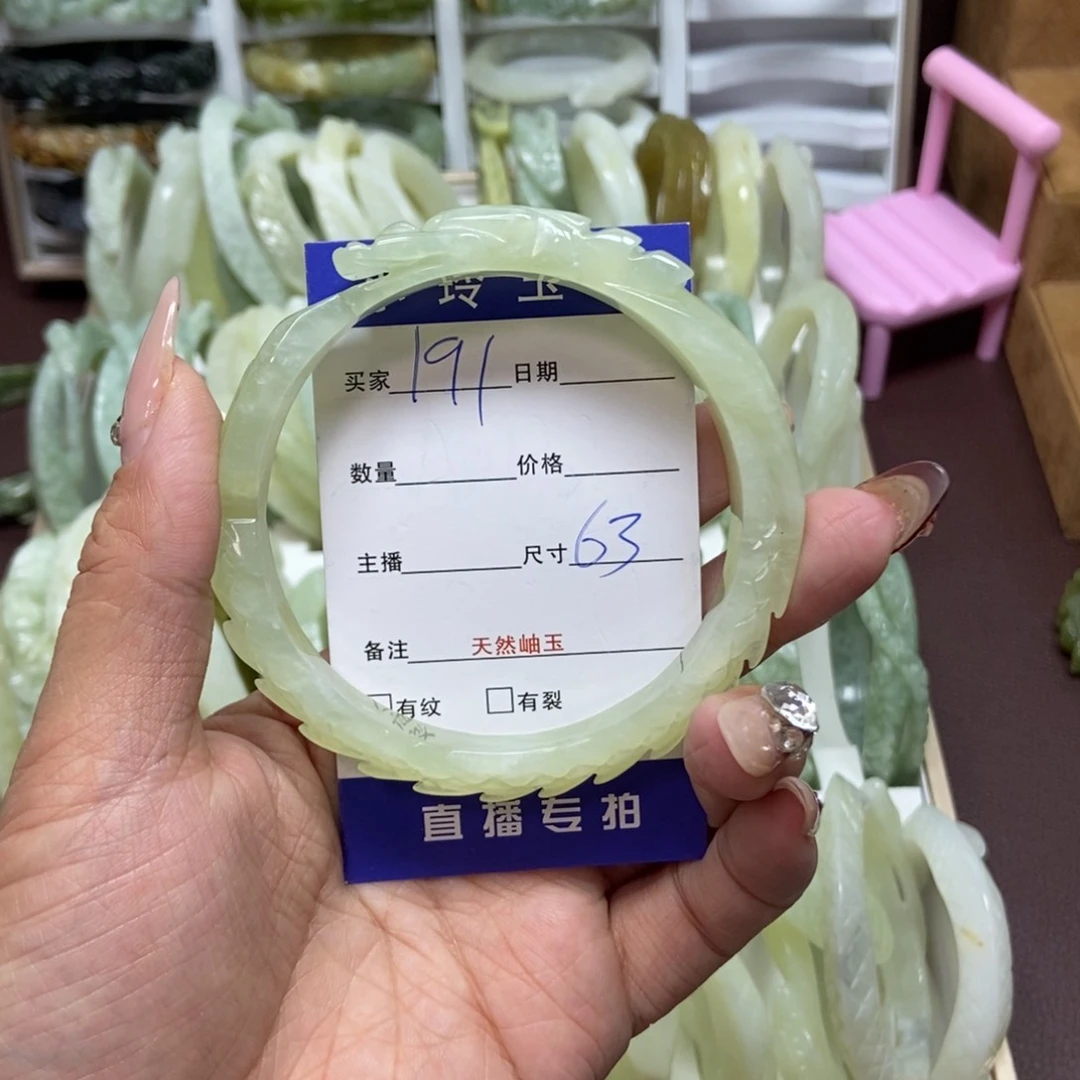 玲玉
买家 191 日期
数量 价格
主播 尺寸 63
备注 天然岫玉
有纹 有裂
直播专拍